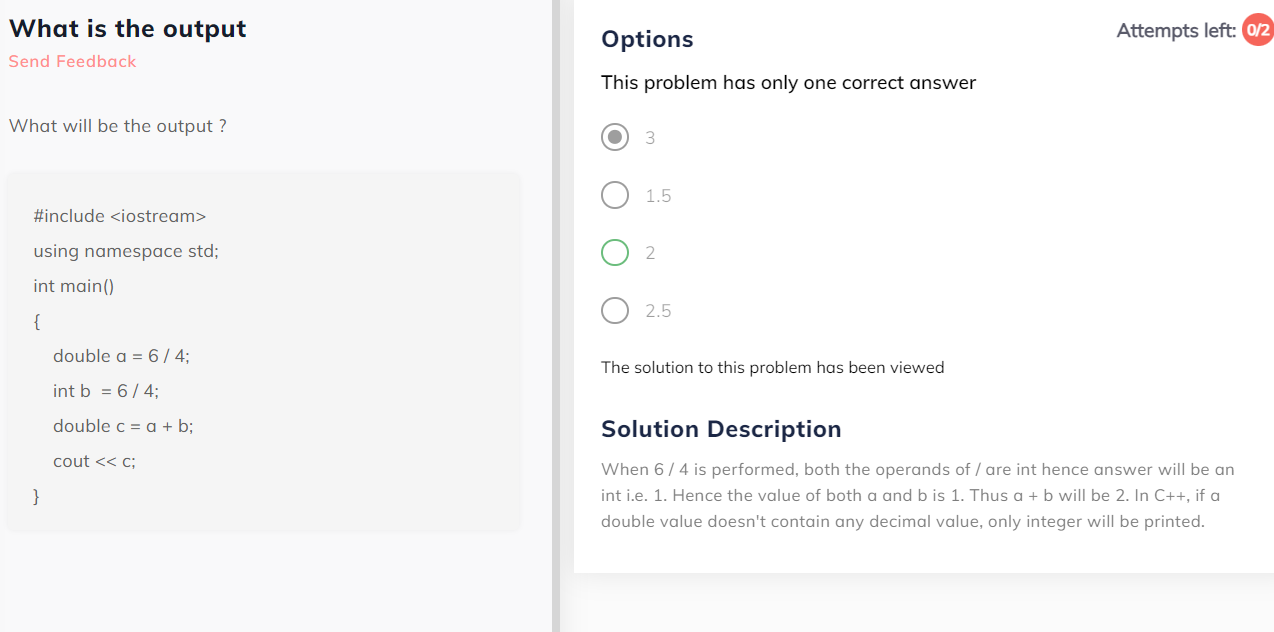 What is the output
Send Feedback
What will be the output ?
#include <iostream>
using namespace std;
int main()
{
double a = 6 / 4;
int b  = 6 / 4;
double c = a + b;
cout << c;
}
Options
Attempts left: 0/2
This problem has only one correct answer
3
1.5
2
2.5
The solution to this problem has been viewed
Solution Description
When 6 / 4 is performed, both the operands of / are int hence answer will be an
int i.e. 1. Hence the value of both a and b is 1. Thus a + b will be 2. In C++, if a
double value doesn't contain any decimal value, only integer will be printed.